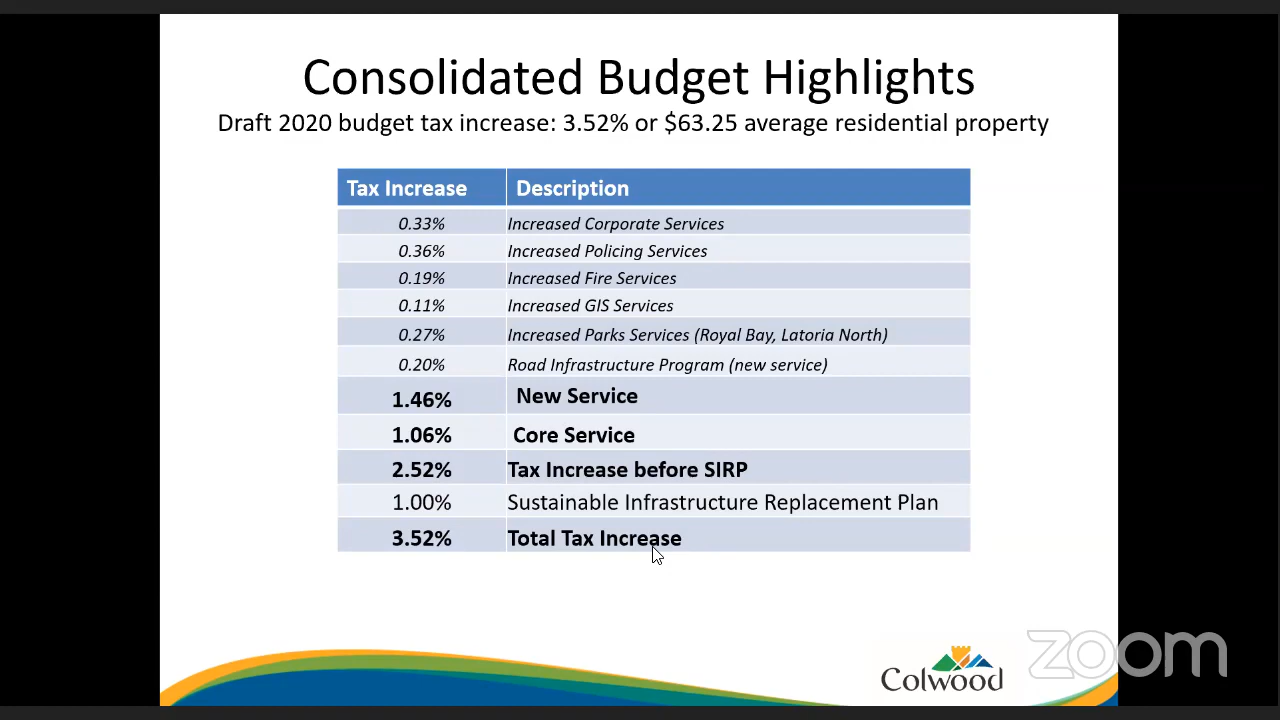 Consolidated Budget Highlights
Draft 2020 budget tax increase: 3.52% or $63.25 average residential property
Tax Increase Description
0.33% Increased Corporate Services
0.36% Increased Policing Services
0.19% Increased Fire Services
0.11% Increased GIS Services
0.27% Increased Parks Services (Royal Bay, Latoria North)
0.20% Road Infrastructure Program (new service)
1.46% New Service
1.06% Core Service
2.52% Tax Increase before SIRP
1.00% Sustainable Infrastructure Replacement Plan
3.52% Total Tax Increase
Colwood
zoom